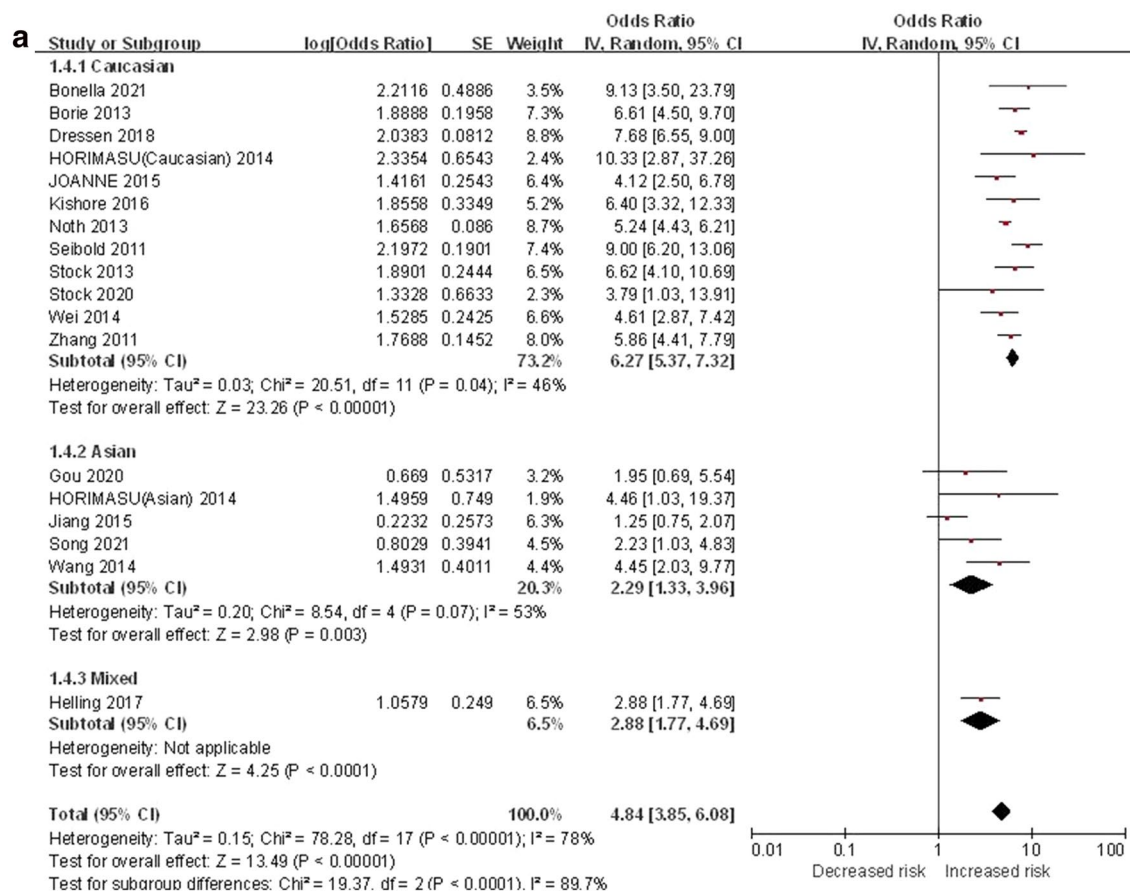 a
Odds Ratio Odds Ratio
Study or Subgroup log[Odds Ratio] SE Weight IV, Random, 95% CI IV, Random, 95% CI
1.4.1 Caucasian
Bonella 2021 2.2116 0.4886 3.5% 9.13 [3.50, 23.79]
Borie 2013 1.8888 0.1958 7.3% 6.61 [4.50, 9.70]
Dressen 2018 2.0383 0.0812 8.8% 7.68 [6.55, 9.00]
HORIMASU(Caucasian) 2014 2.3354 0.6543 2.4% 10.33 [2.87, 37.26]
JOANNE 2015 1.4161 0.2543 6.4% 4.12 [2.50, 6.78]
Kishore 2016 1.8558 0.3349 5.2% 6.40 [3.32, 12.33]
Noth 2013 1.6568 0.086 8.7% 5.24 [4.43, 6.21]
Seibold 2011 2.1972 0.1901 7.4% 9.00 [6.20, 13.06]
Stock 2013 1.8901 0.2444 6.5% 6.62 [4.10, 10.69]
Stock 2020 1.3328 0.6633 2.3% 3.79 [1.03, 13.91]
Wei 2014 1.5285 0.2425 6.6% 4.61 [2.87, 7.42]
Zhang 2011 1.7688 0.1452 8.0% 5.86 [4.41, 7.79]
Subtotal (95% CI) 73.2% 6.27 [5.37, 7.32]
Heterogeneity: Tau² = 0.03; Chi² = 20.51, df = 11 (P = 0.04); I² = 46%
Test for overall effect: Z = 23.26 (P < 0.00001)
1.4.2 Asian
Gou 2020 0.669 0.5317 3.2% 1.95 [0.69, 5.54]
HORIMASU(Asian) 2014 1.4959 0.749 1.9% 4.46 [1.03, 19.37]
Jiang 2015 0.2232 0.2573 6.3% 1.25 [0.75, 2.07]
Song 2021 0.8029 0.3941 4.5% 2.23 [1.03, 4.83]
Wang 2014 1.4931 0.4011 4.4% 4.45 [2.03, 9.77]
Subtotal (95% CI) 20.3% 2.29 [1.33, 3.96]
Heterogeneity: Tau² = 0.20; Chi² = 8.54, df = 4 (P = 0.07); I² = 53%
Test for overall effect: Z = 2.98 (P = 0.003)
1.4.3 Mixed
Helling 2017 1.0579 0.249 6.5% 2.88 [1.77, 4.69]
Subtotal (95% CI) 6.5% 2.88 [1.77, 4.69]
Heterogeneity: Not applicable
Test for overall effect: Z = 4.25 (P < 0.0001)
Total (95% CI) 100.0% 4.84 [3.85, 6.08]
Heterogeneity: Tau² = 0.15; Chi² = 78.28, df = 17 (P < 0.00001); I² = 78%
Test for overall effect: Z = 13.49 (P < 0.00001)
Test for subgroup differences: Chi² = 19.37, df = 2 (P < 0.0001), I² = 89.7%
0.01 0.1 1 10 100
Decreased risk Increased risk